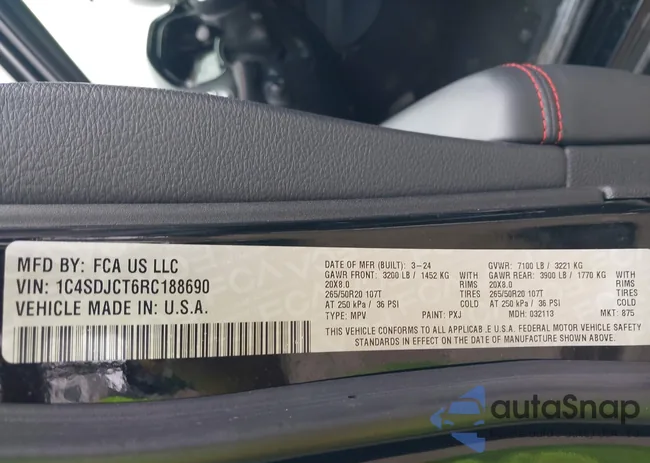 MFD BY: FCA US LLC
VIN: 1C4SDJCT6RC188690
VEHICLE MADE IN: U.S.A.
DATE OF MFR (BUILT): 3-24 GVWR: 7100 LB / 3221 KG
GAWR FRONT: 3200 LB / 1452 KG WITH GAWR REAR: 3900 LB / 1770 KG WITH
20X8.0 TIRES 20X8.0 TIRES
265/50R20 107T 265/50R20 107T
AT 250 kPa / 36 PSI COLD AT 250 kPa / 36 PSI COLD
TYPE: MPV PAINT: PXJ MDH: 032113 MKT: 875
THIS VEHICLE CONFORMS TO ALL APPLICAB.E U.S.A. FEDERAL MOTOR VEHICLE SAFETY
STANDARDS IN EFFECT ON THE DATE OF MANUFACTURE SHOWN ABOVE.
autoSnap